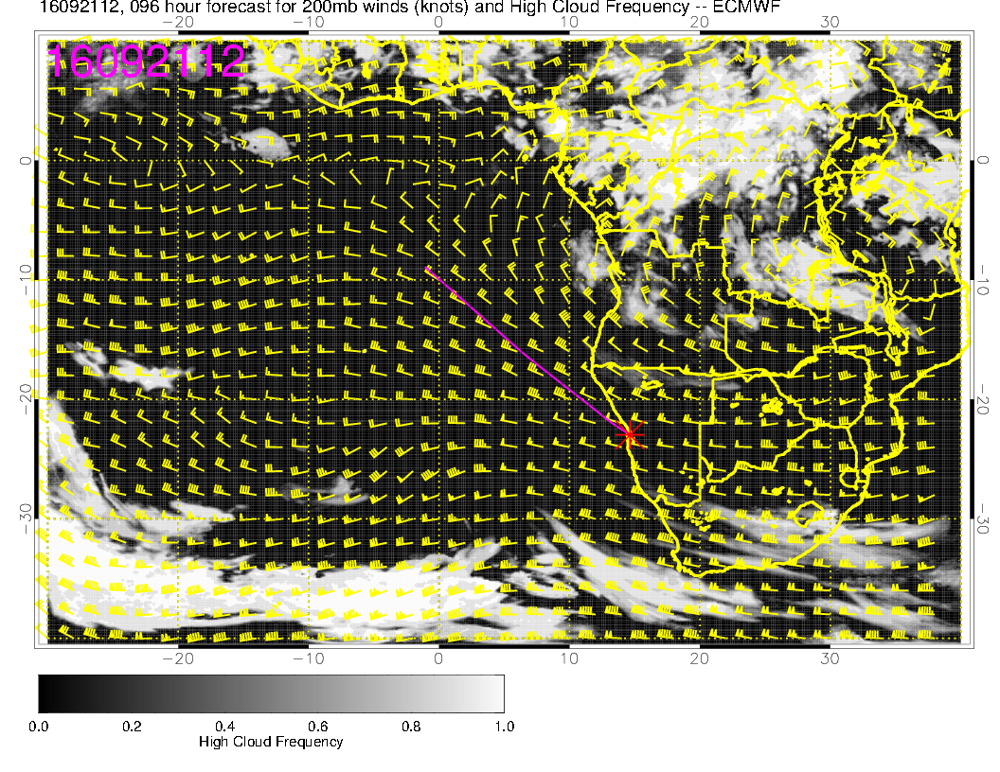 16092112, 096 hour forecast for 200mb winds (knots) and High Cloud Frequency -- ECMWF
−20 −10 0 10 20 30
16092112
0 0
−10 −10
−20 −20
−30 −30
−20 −10 0 10 20 30
0.0 0.2 0.4 0.6 0.8 1.0
High Cloud Frequency